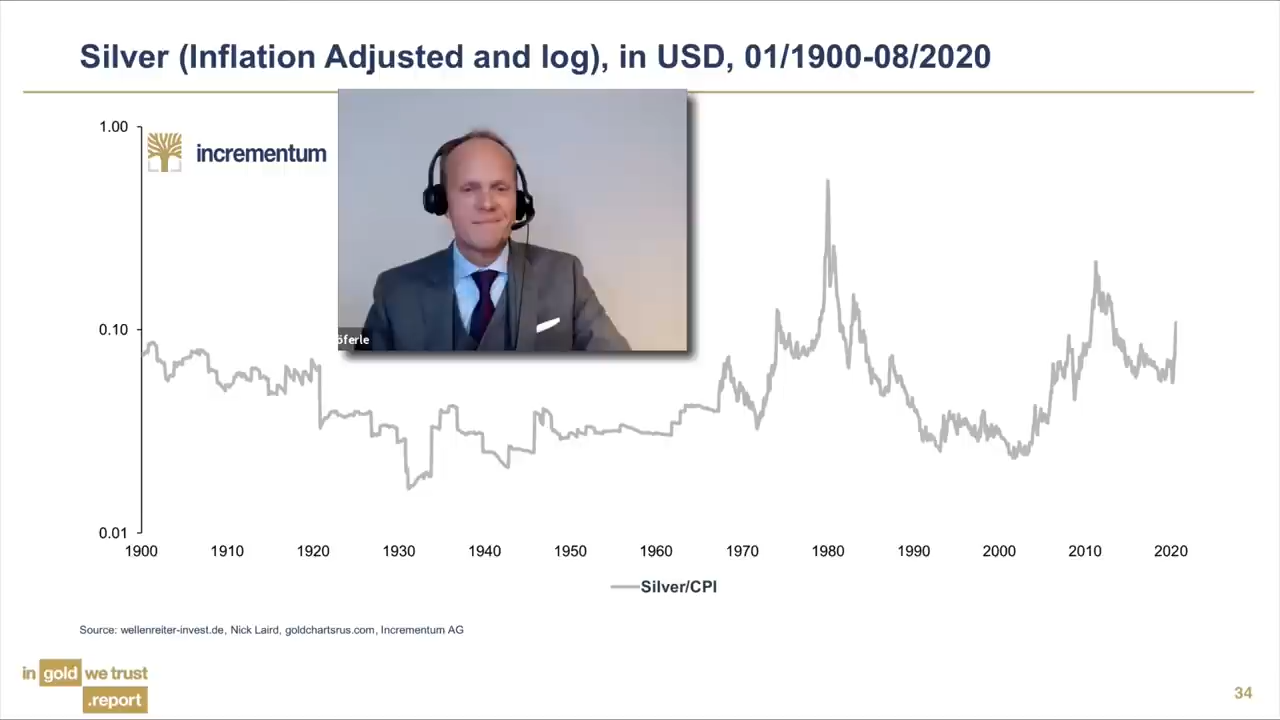 Silver (Inflation Adjusted and log), in USD, 01/1900-08/2020
1.00
incrementum
öferle
0.10
0.01
1900 1910 1920 1930 1940 1950 1960 1970 1980 1990 2000 2010 2020
Silver/CPI
Source: wellenreiter-invest.de, Nick Laird, goldchartsrus.com, Incrementum AG
in gold we trust
.report
34